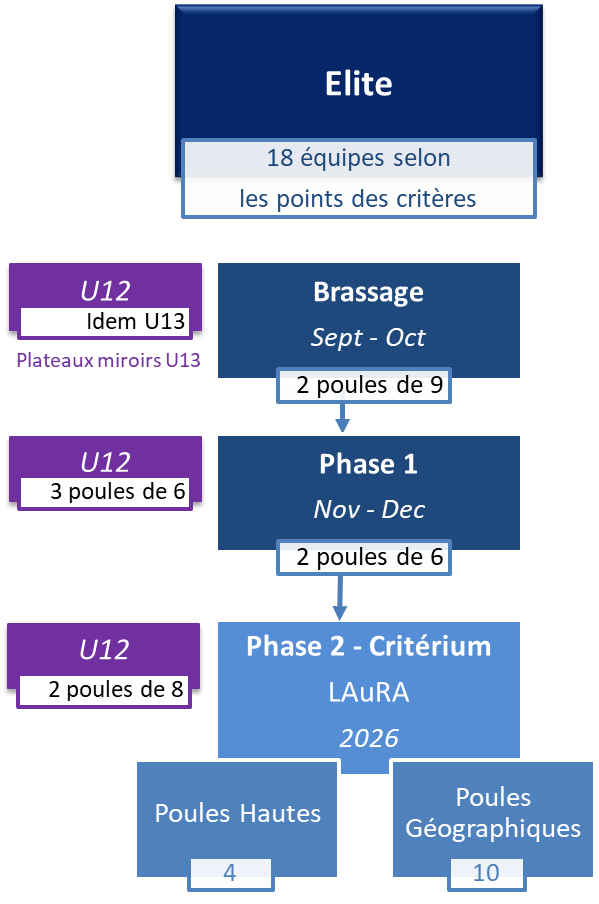 Elite
18 équipes selon
les points des critères
U12
Idem U13
Plateaux miroirs U13
Brassage
Sept - Oct
2 poules de 9
U12
3 poules de 6
Phase 1
Nov - Dec
2 poules de 6
U12
2 poules de 8
Phase 2 - Critérium
LAuRA
2026
Poules Hautes
4
Poules
Géographiques
10